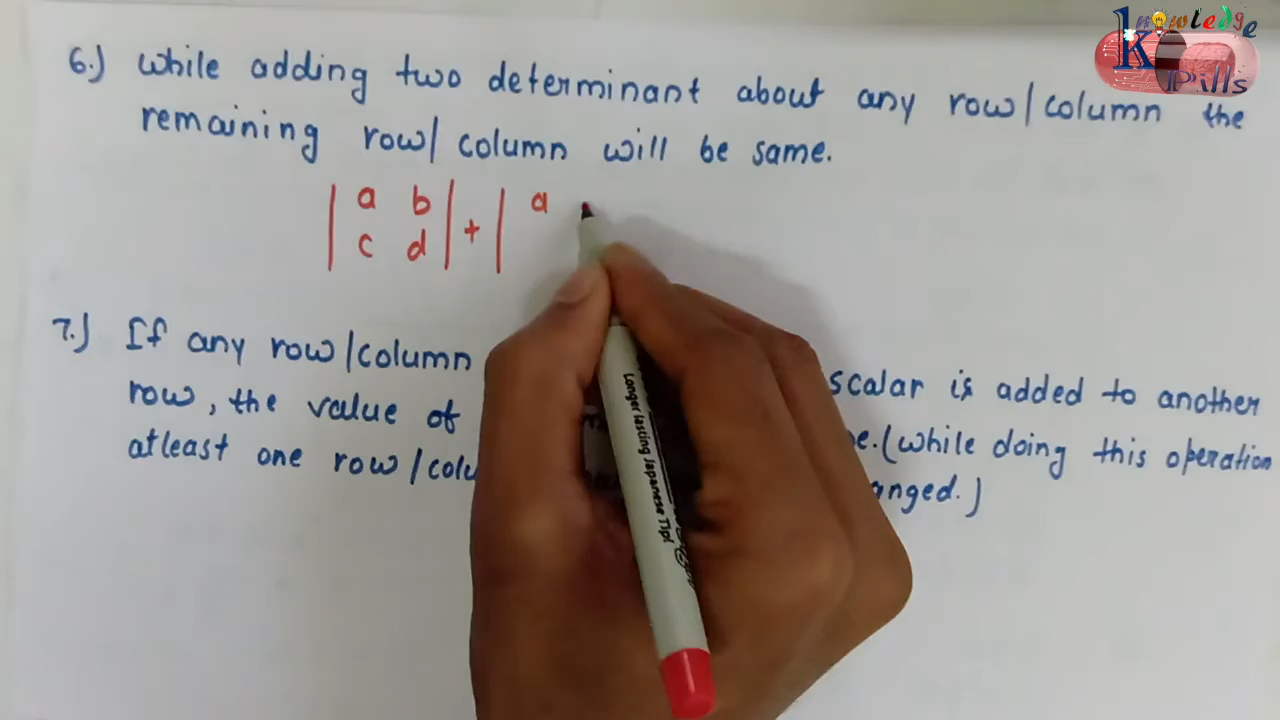 knowledge
Pills
6.) while adding two determinant about any row/column the
remaining row/ column will be same.
| a b | + | a
| c d |
7.) If any row/column scalar is added to another
row, the value of e. (while doing this operation
atleast one row/colu anged.)
Longer lasting Japanese Tip!